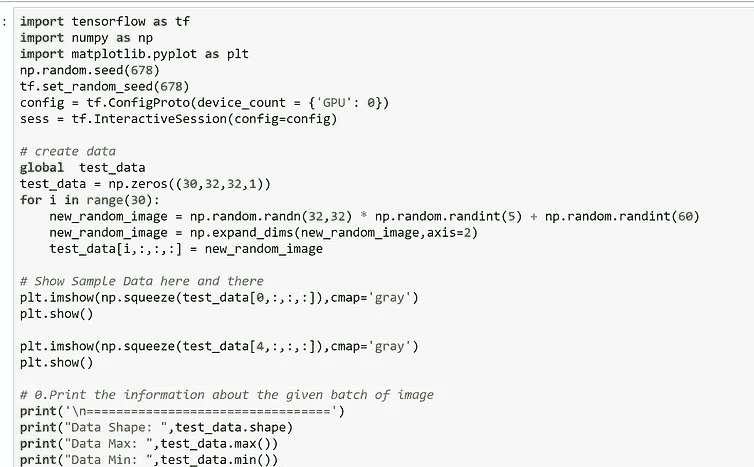 :
import tensorflow as tf
import numpy as np
import matplotlib.pyplot as plt
np.random.seed(678)
tf.set_random_seed(678)
config = tf.ConfigProto(device_count = {'GPU': 0})
sess = tf.InteractiveSession(config=config)

# create data
global  test_data
test_data = np.zeros((30,32,32,1))
for i in range(30):
    new_random_image = np.random.randn(32,32) * np.random.randint(5) + np.random.randint(60)
    new_random_image = np.expand_dims(new_random_image,axis=2)
    test_data[i,:,:,:] = new_random_image

# Show Sample Data here and there
plt.imshow(np.squeeze(test_data[0,:,:,:]),cmap='gray')
plt.show()

plt.imshow(np.squeeze(test_data[4,:,:,:]),cmap='gray')
plt.show()

# 0.Print the information about the given batch of image
print('\n=================================')
print("Data Shape: ",test_data.shape)
print("Data Max: ",test_data.max())
print("Data Min: ",test_data.min())